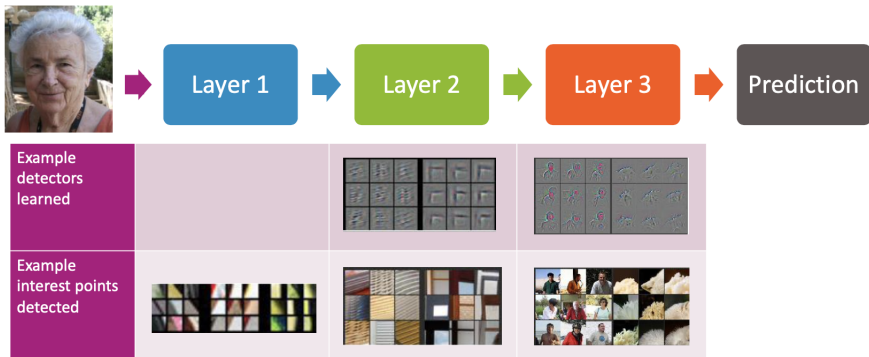 Layer 1
Layer 2
Layer 3
Prediction
Example
detectors
learned
Example
interest points
detected